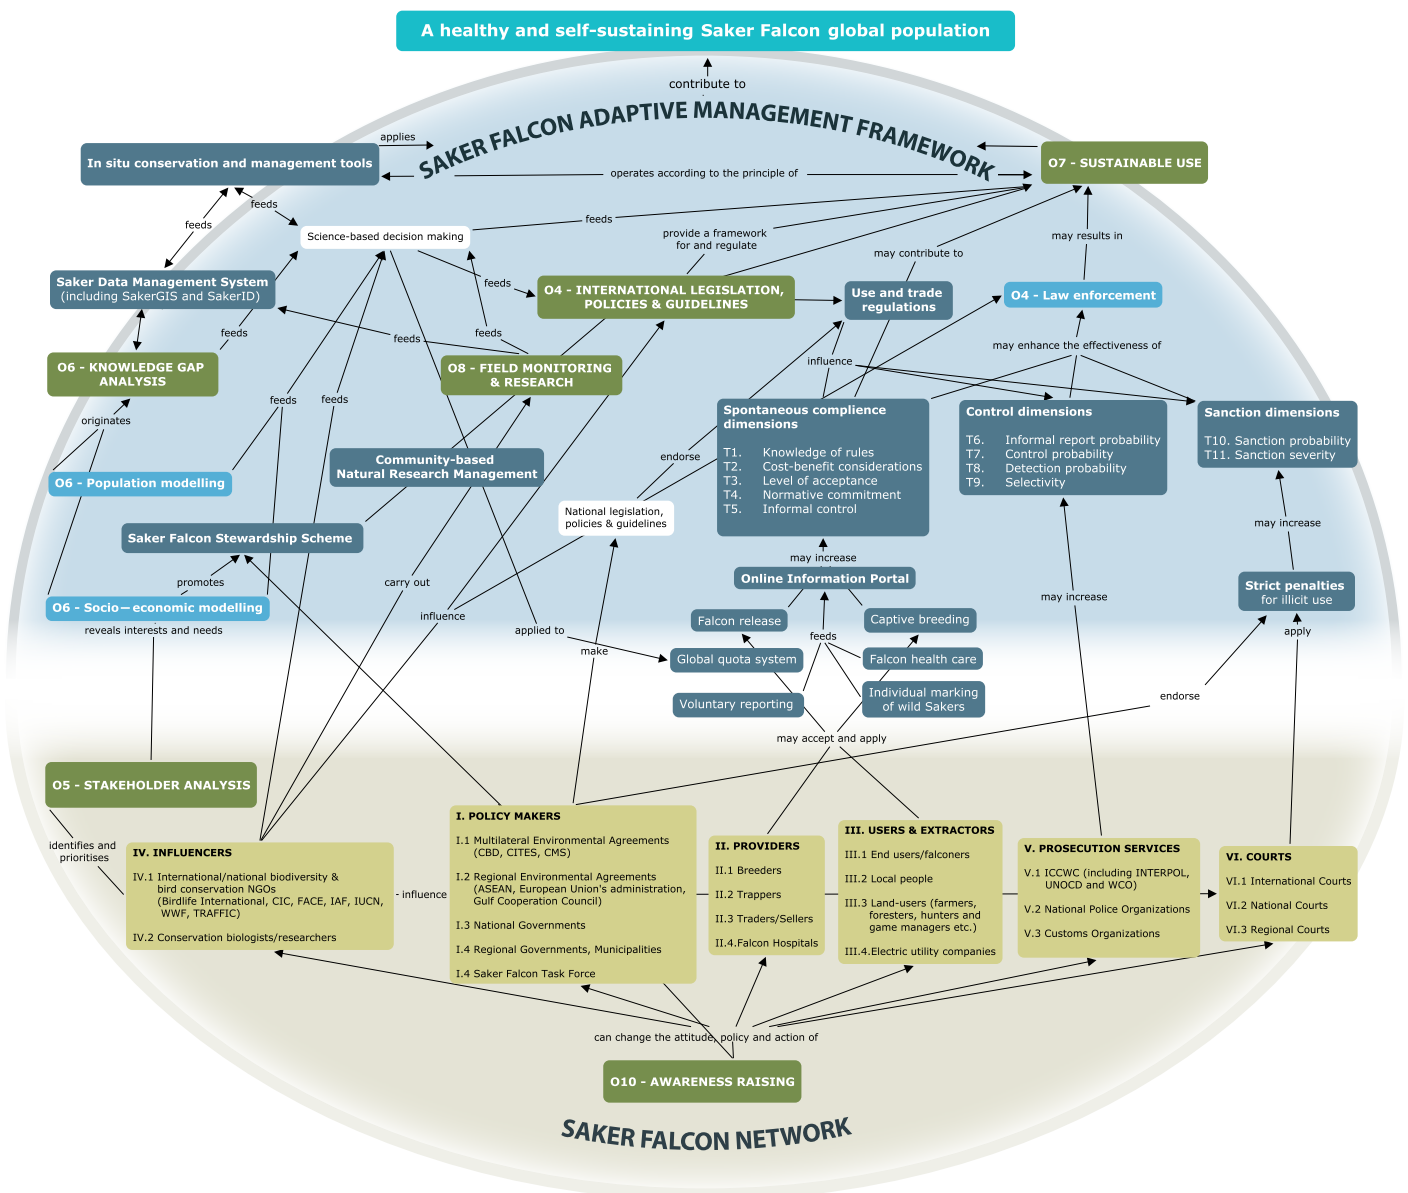 A healthy and self-sustaining Saker Falcon global population
contribute to
SAKER FALCON ADAPTIVE MANAGEMENT FRAMEWORK
applies
In situ conservation and management tools
O7 - SUSTAINABLE USE
operates according to the principle of
feeds
feeds
feeds
Science-based decision making
provide a framework
for and regulate
may contribute to
may results in
Saker Data Management System
(including SakerGIS and SakerID)
feeds
O4 - INTERNATIONAL LEGISLATION,
POLICIES & GUIDELINES
Use and trade
regulations
O4 - Law enforcement
feeds
feeds
feeds
may enhance the effectiveness of
influence
O6 - KNOWLEDGE GAP
ANALYSIS
O8 - FIELD MONITORING
& RESEARCH
feeds
feeds
originates
Spontaneous complience
dimensions
T1. Knowledge of rules
T2. Cost-benefit considerations
T3. Level of acceptance
T4. Normative commitment
T5. Informal control
Control dimensions
T6. Informal report probability
T7. Control probability
T8. Detection probability
T9. Selectivity
Sanction dimensions
T10. Sanction probability
T11. Sanction severity
endorse
Community-based
Natural Research Management
O6 - Population modelling
National legislation,
policies & guidelines
may increase
Saker Falcon Stewardship Scheme
may increase
Online Information Portal
promotes
carry out
Strict penalties
for illicit use
may increase
O6 - Socio-economic modelling
influence
Falcon release
Captive breeding
reveals interests and needs
applied to
feeds
apply
make
Global quota system
Falcon health care
Voluntary reporting
Individual marking
of wild Sakers
endorse
may accept and apply
O5 - STAKEHOLDER ANALYSIS
identifies and
prioritises
IV. INFLUENCERS
IV.1 International/national biodiversity &
bird conservation NGOs
(Birdlife International, CIC, FACE, IAF, IUCN,
WWF, TRAFFIC)
IV.2 Conservation biologists/researchers
- influence
I. POLICY MAKERS
I.1 Multilateral Environmental Agreements
(CBD, CITES, CMS)
I.2 Regional Environmental Agreements
(ASEAN, European Union's administration,
Gulf Cooperation Council)
I.3 National Governments
I.4 Regional Governments, Municipalities
I.4 Saker Falcon Task Force
II. PROVIDERS
II.1 Breeders
II.2 Trappers
II.3 Traders/Sellers
II.4.Falcon Hospitals
III. USERS & EXTRACTORS
III.1 End users/falconers
III.2 Local people
III.3 Land-users (farmers,
foresters, hunters and
game managers etc.)
III.4.Electric utility companies
V. PROSECUTION SERVICES
V.1 ICCWC (including INTERPOL,
UNOCD and WCO)
V.2 National Police Organizations
V.3 Customs Organizations
VI. COURTS
VI.1 International Courts
VI.2 National Courts
VI.3 Regional Courts
can change the attitude, policy and action of
O10 - AWARENESS RAISING
SAKER FALCON NETWORK